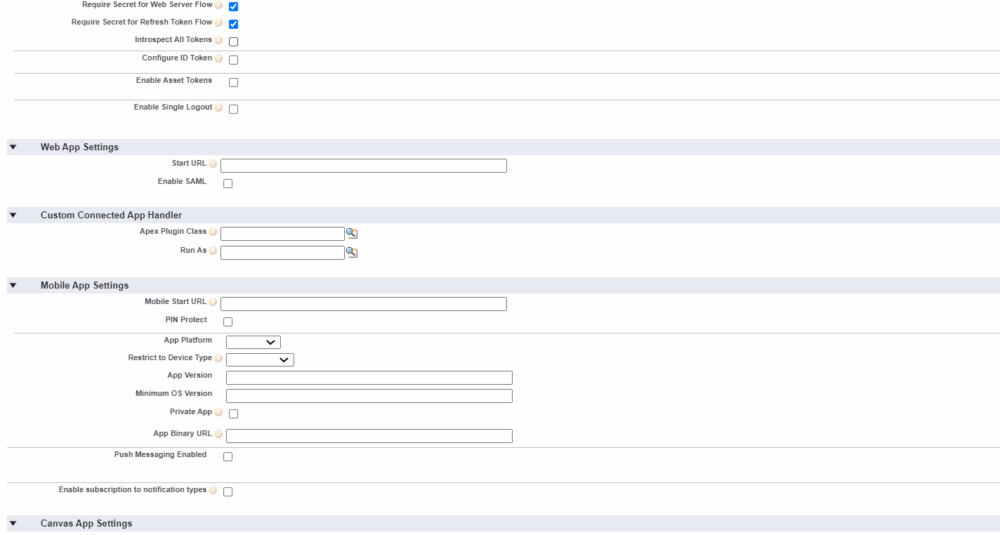 Require Secret for Web Server Flow ?
Require Secret for Refresh Token Flow ?
Introspect All Tokens ?
Configure ID Token ?
Enable Asset Tokens
Enable Single Logout ?
Web App Settings
Start URL ?
Enable SAML
Custom Connected App Handler
Apex Plugin Class ?
Run As ?
Mobile App Settings
Mobile Start URL ?
PIN Protect
App Platform
Restrict to Device Type ?
App Version
Minimum OS Version
Private App ?
App Binary URL ?
Push Messaging Enabled
Enable subscription to notification types ?
Canvas App Settings